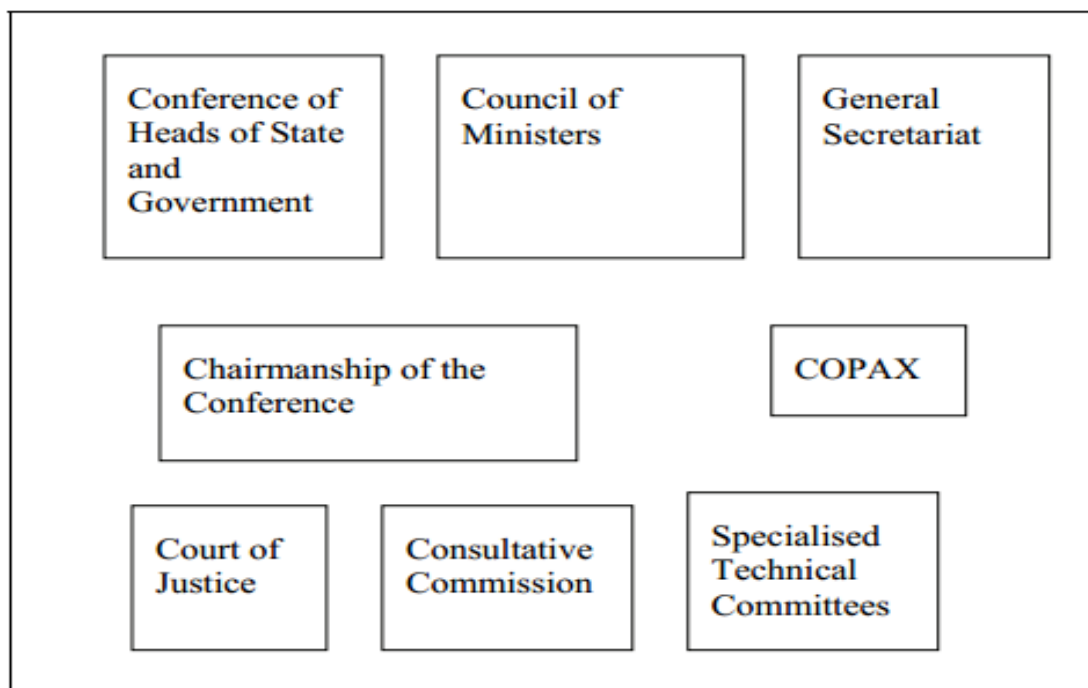 Conference of
Heads of State
and
Government
Council of
Ministers
General
Secretariat
Chairmanship of the
Conference
COPAX
Court of
Justice
Consultative
Commission
Specialised
Technical
Committees